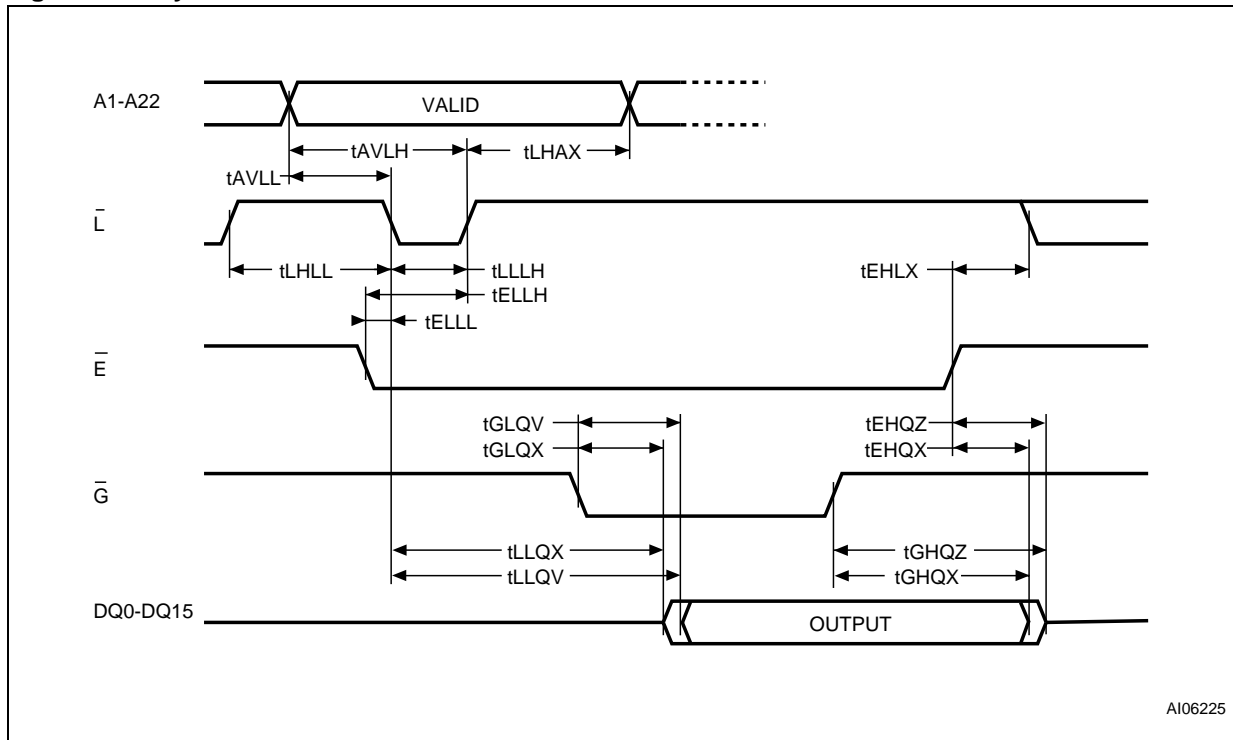 A1-A22
VALID
tAVLH
tLHAX
tAVLL
L̅
tLHLL
tLLLH
tEHLX
tELLH
tELLL
E̅
tGLQV
tEHQZ
tGLQX
tEHQX
G̅
tLLQX
tGHQZ
tLLQV
tGHQX
DQ0-DQ15
OUTPUT
AI06225